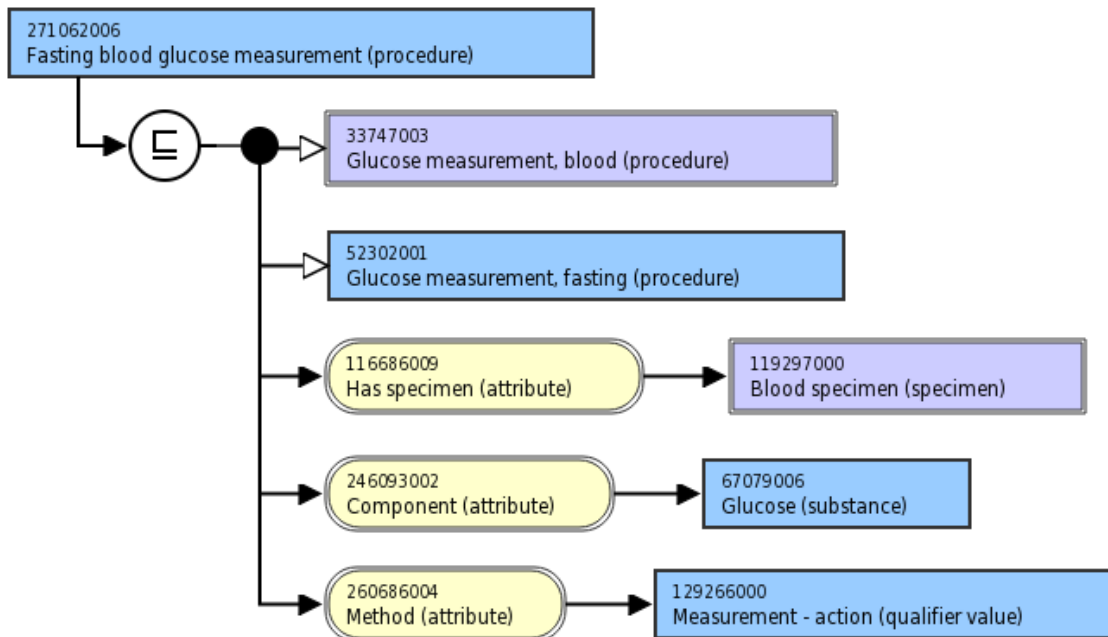 271062006
Fasting blood glucose measurement (procedure)
⊑
33747003
Glucose measurement, blood (procedure)
52302001
Glucose measurement, fasting (procedure)
116686009
Has specimen (attribute)
119297000
Blood specimen (specimen)
246093002
Component (attribute)
67079006
Glucose (substance)
260686004
Method (attribute)
129266000
Measurement - action (qualifier value)